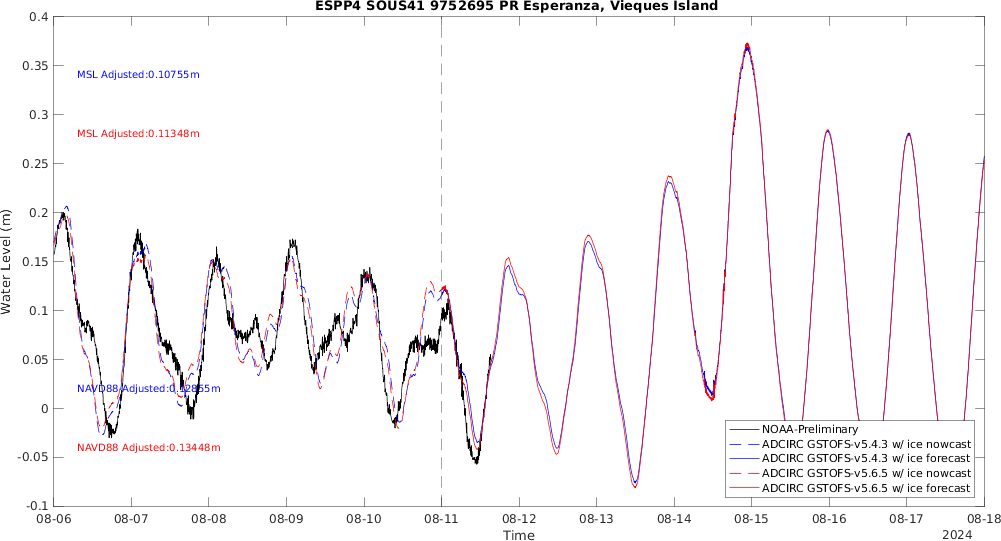 ESPP4 SOUS41 9752695 PR Esperanza, Vieques Island
0.4
0.35
0.3
0.25
0.2
0.15
0.1
0.05
0
-0.05
-0.1
Water Level (m)
MSL Adjusted:0.10755m
MSL Adjusted:0.11348m
NAVD88 Adjusted:0.12855m
NAVD88 Adjusted:0.13448m
NOAA-Preliminary
ADCIRC GSTOFS-v5.4.3 w/ ice nowcast
ADCIRC GSTOFS-v5.4.3 w/ ice forecast
ADCIRC GSTOFS-v5.6.5 w/ ice nowcast
ADCIRC GSTOFS-v5.6.5 w/ ice forecast
08-06 08-07 08-08 08-09 08-10 08-11 08-12 08-13 08-14 08-15 08-16 08-17 08-18
Time
2024